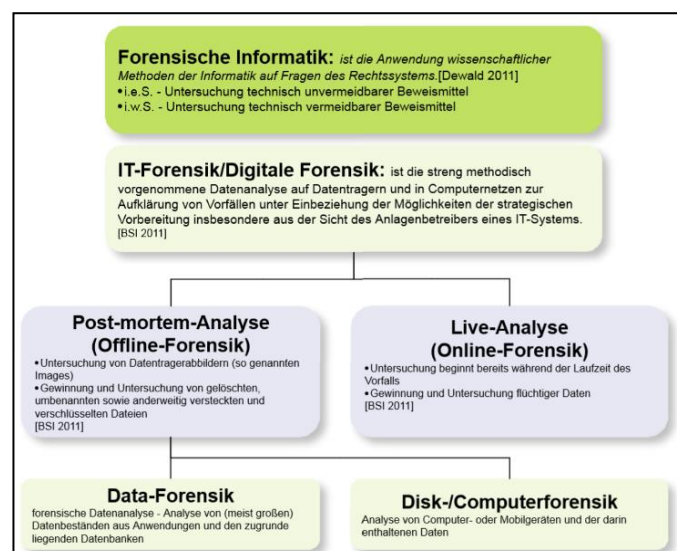 Forensische Informatik: ist die Anwendung wissenschaftlicher
Methoden der Informatik auf Fragen des Rechtssystems.[Dewald 2011]
•i.e.S. - Untersuchung technisch unvermeidbarer Beweismittel
•i.w.S. - Untersuchung technisch vermeidbarer Beweismittel
IT-Forensik/Digitale Forensik: ist die streng methodisch
vorgenommene Datenanalyse auf Datentragern und in Computernetzen zur
Aufklärung von Vorfällen unter Einbeziehung der Möglichkeiten der strategischen
Vorbereitung insbesondere aus der Sicht des Anlagenbetreibers eines IT-Systems.
[BSI 2011]
Post-mortem-Analyse
(Offline-Forensik)
•Untersuchung von Datentragerabbildern (so genannten
Images)
•Gewinnung und Untersuchung von gelöschten,
umbenannten sowie anderweitig versteckten und
verschlüsselten Dateien
[BSI 2011]
Live-Analyse
(Online-Forensik)
•Untersuchung beginnt bereits während der Laufzeit des
Vorfalls
•Gewinnung und Untersuchung flüchtiger Daten
[BSI 2011]
Data-Forensik
forensische Datenanalyse - Analyse von (meist großen)
Datenbeständen aus Anwendungen und den zugrunde
liegenden Datenbanken
Disk-/Computerforensik
Analyse von Computer- oder Mobilgeräten und der darin
enthaltenen Daten